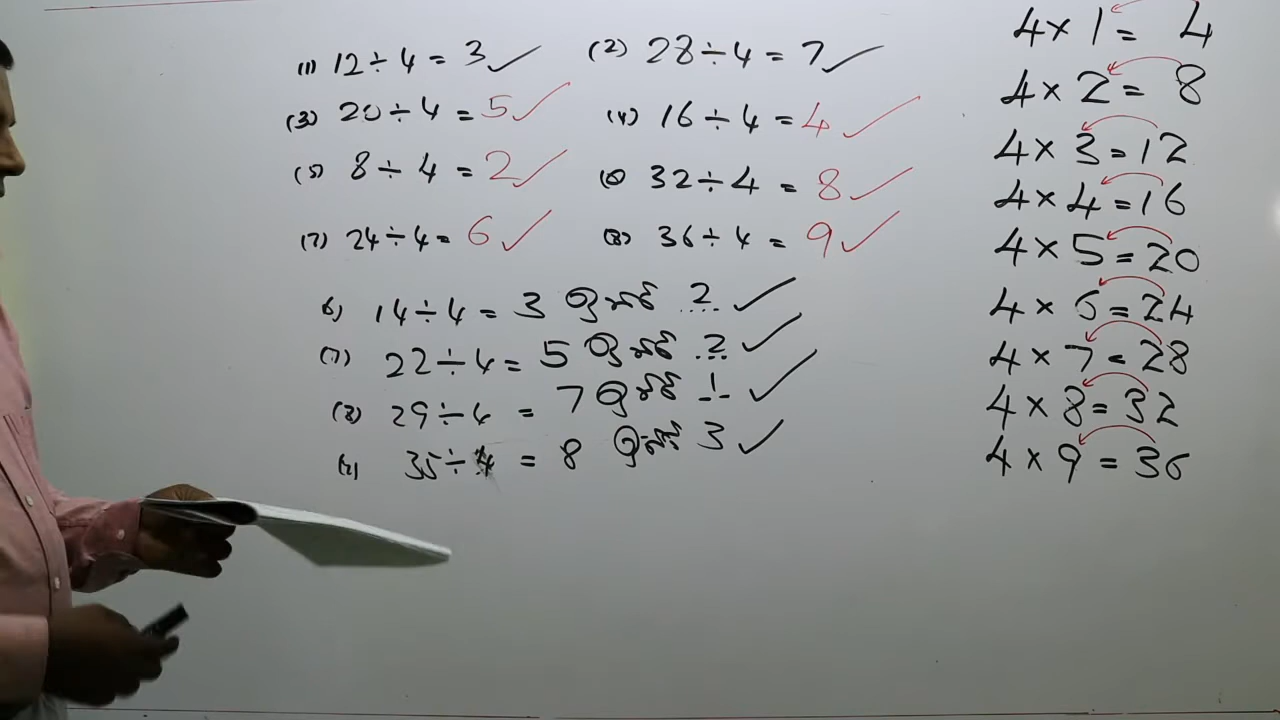 (1) 12 ÷ 4 = 3 ✓ (2) 28 ÷ 4 = 7 ✓
(3) 20 ÷ 4 = 5 ✓ (4) 16 ÷ 4 = 4 ✓
(5) 8 ÷ 4 = 2 ✓ (6) 32 ÷ 4 = 8 ✓
(7) 24 ÷ 4 = 6 ✓ (8) 36 ÷ 4 = 9 ✓
6) 14 ÷ 4 = 3 ඉතුරු 2 ✓
(7) 22 ÷ 4 = 5 ඉතුරු 2 ✓
(8) 29 ÷ 4 = 7 ඉතුරු 1 ✓
35 ÷ 4 = 8 ඉතුරු 3 ✓
4 × 1 = 4
4 × 2 = 8
4 × 3 = 12
4 × 4 = 16
4 × 5 = 20
4 × 6 = 24
4 × 7 = 28
4 × 8 = 32
4 × 9 = 36